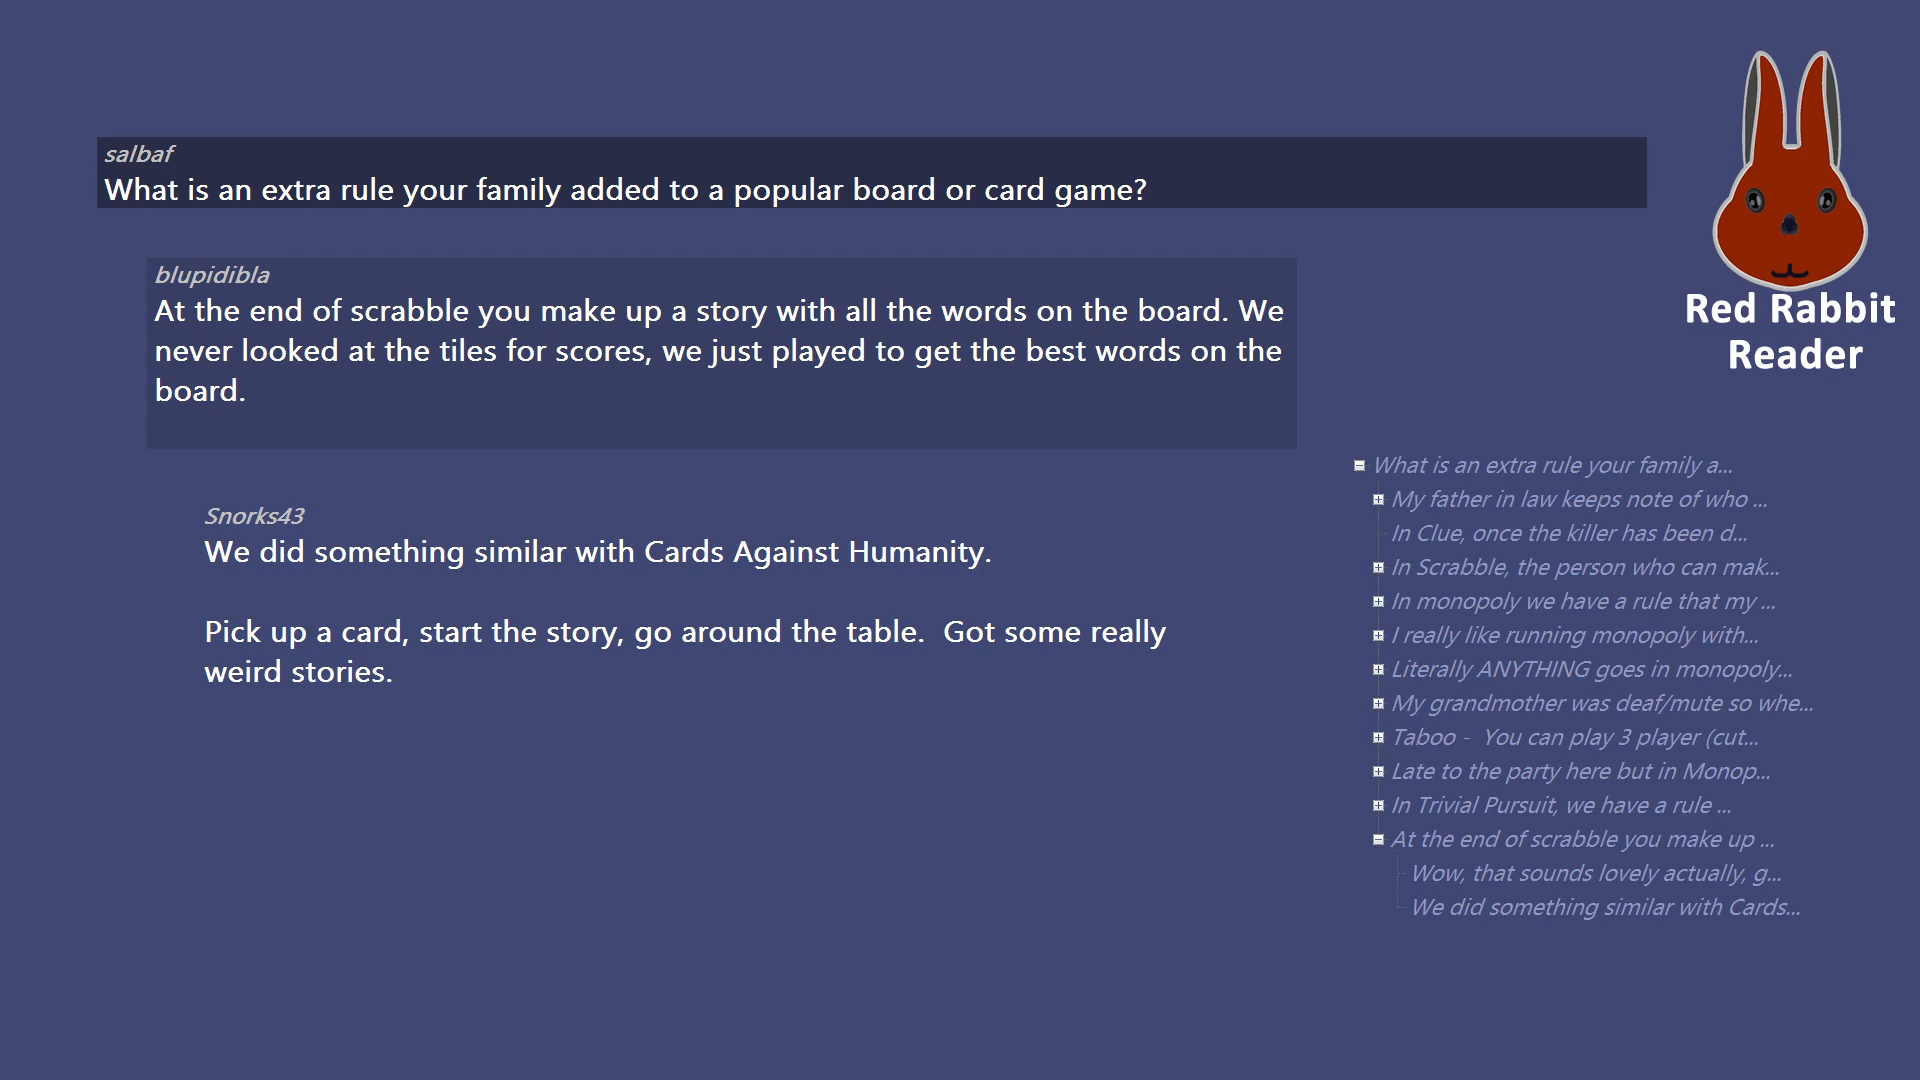 salbaf
What is an extra rule your family added to a popular board or card game?
blupidibla
At the end of scrabble you make up a story with all the words on the board. We
never looked at the tiles for scores, we just played to get the best words on the
board.
Snorks43
We did something similar with Cards Against Humanity.
Pick up a card, start the story, go around the table.  Got some really
weird stories.
Red Rabbit
Reader
What is an extra rule your family a...
My father in law keeps note of who ...
In Clue, once the killer has been d...
In Scrabble, the person who can mak...
In monopoly we have a rule that my ...
I really like running monopoly with...
Literally ANYTHING goes in monopoly...
My grandmother was deaf/mute so whe...
Taboo -  You can play 3 player (cut...
Late to the party here but in Monop...
In Trivial Pursuit, we have a rule ...
At the end of scrabble you make up ...
Wow, that sounds lovely actually, g...
We did something similar with Cards...